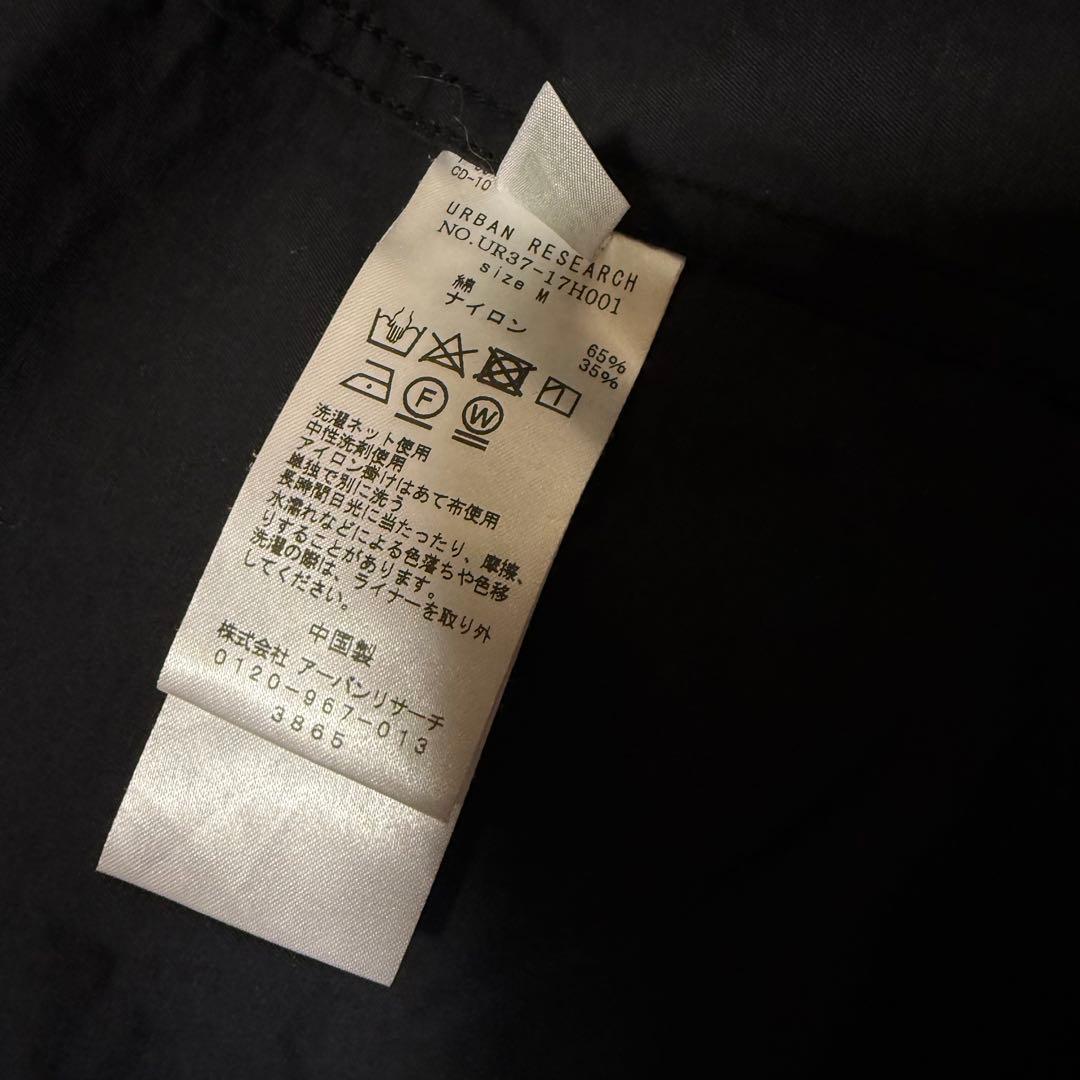 CD-10
URBAN RESEARCH
NO.UR37-17H001
size M
綿 65%
ナイロン 35%
F W
洗濯ネット使用
中性洗剤使用
アイロン掛けはあて布使用
単独で別に洗う
長時間日光に当たったり、摩擦、
水濡れなどによる色落ちや色移
りすることがあります。
洗濯の際は、ライナーを取り外
してください。
中国製
株式会社 アーバンリサーチ
0120-967-013
3865